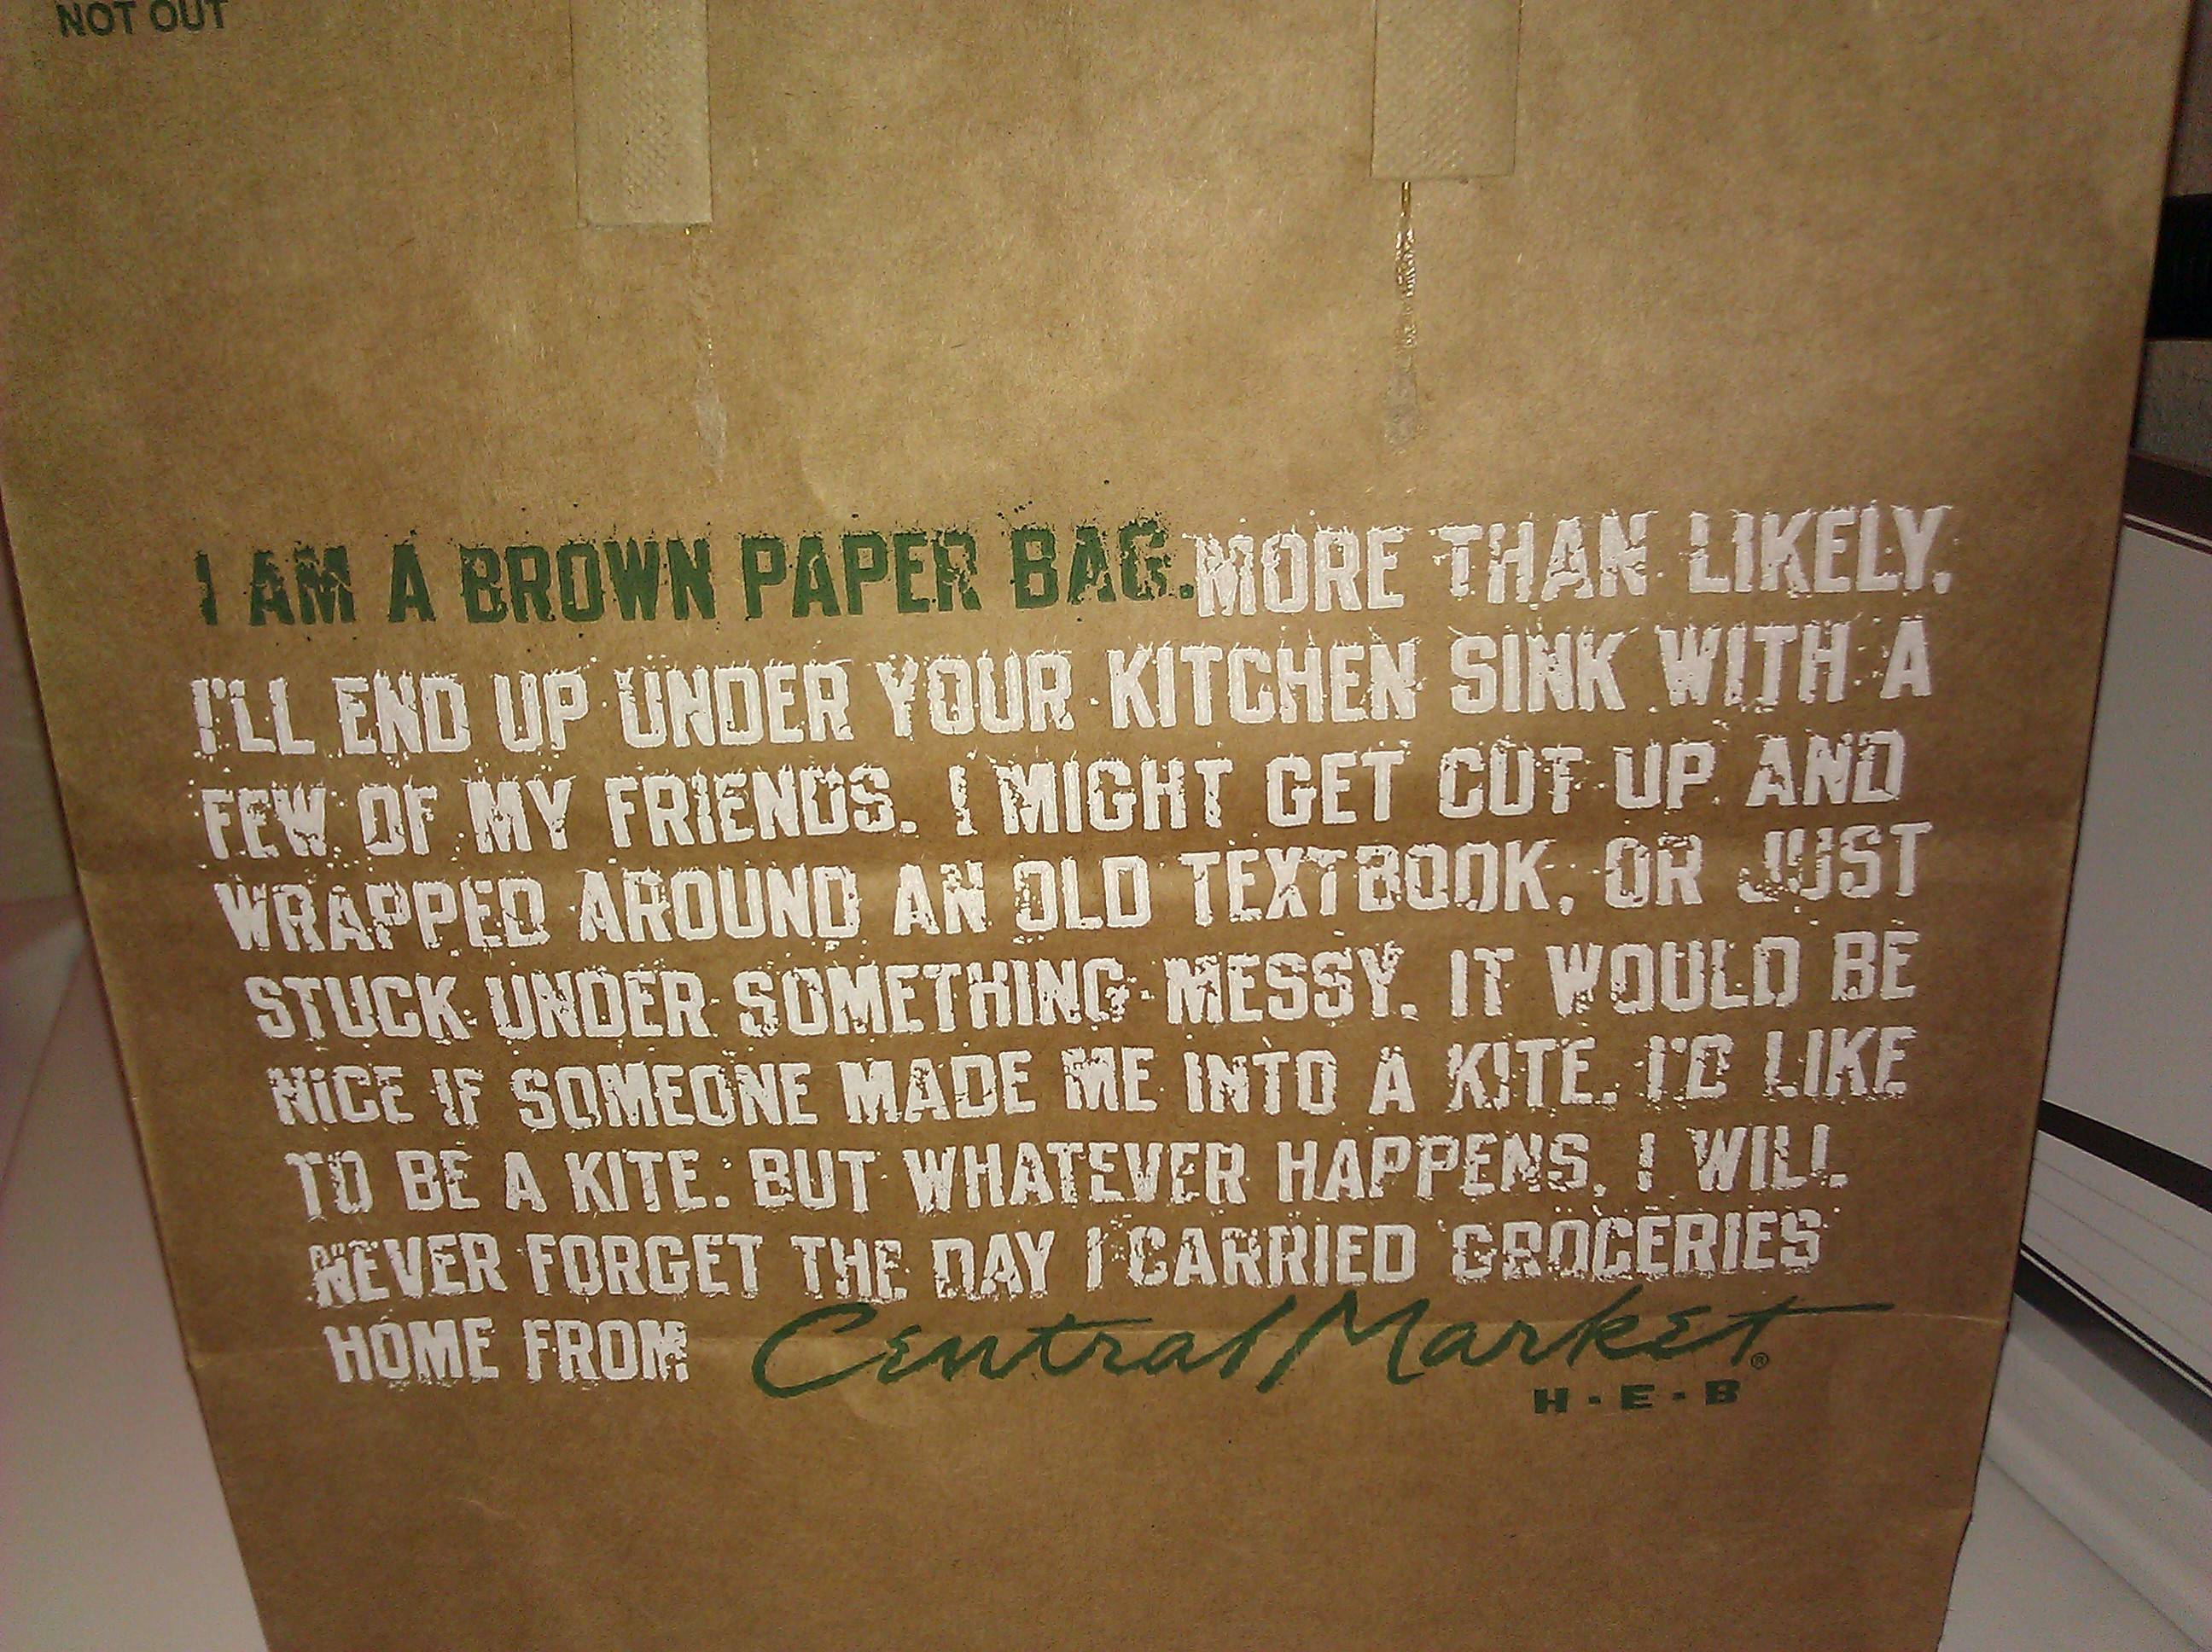 NOT OUT
I AM A BROWN PAPER BAG. MORE THAN LIKELY,
I'LL END UP UNDER YOUR KITCHEN SINK WITH A
FEW OF MY FRIENDS. I MIGHT GET CUT UP AND
WRAPPED AROUND AN OLD TEXTBOOK, OR JUST
STUCK UNDER SOMETHING MESSY. IT WOULD BE
NICE IF SOMEONE MADE ME INTO A KITE. I'D LIKE
TO BE A KITE. BUT WHATEVER HAPPENS, I WILL
NEVER FORGET THE DAY I CARRIED GROCERIES
HOME FROM Central Market®
H-E-B